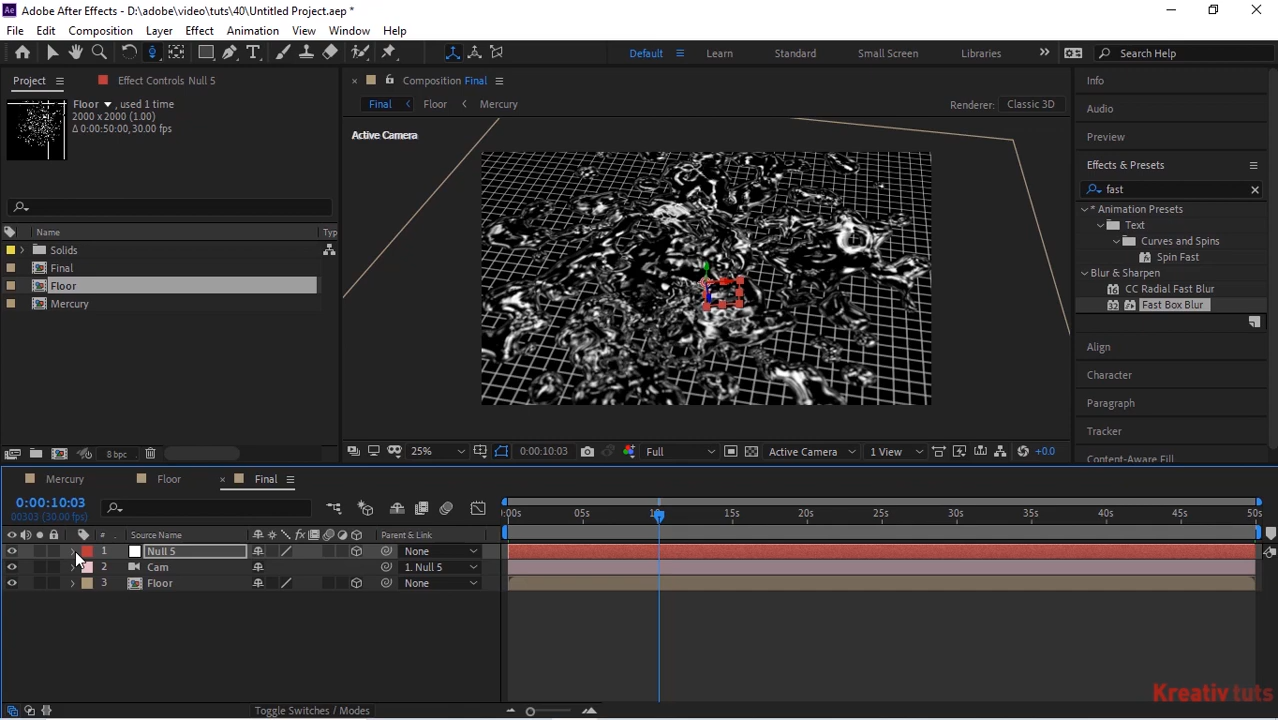 Adobe After Effects - D:\adobe\video\tuts\40\Untitled Project.aep *
File Edit Composition Layer Effect Animation View Window Help
Default Learn Standard Small Screen Libraries Search Help
Project Effect Controls Null 5
Floor , used 1 time
2000 x 2000 (1.00)
Δ 0:00:50:00, 30.00 fps
Name Typ
Solids
Final
Floor
Mercury
8 bpc
Composition Final
Final Floor Mercury
Renderer: Classic 3D
Active Camera
25% 0:00:10:03 Full Active Camera 1 View +0.0
Info
Audio
Preview
Effects & Presets
fast
* Animation Presets
Text
Curves and Spins
Spin Fast
Blur & Sharpen
CC Radial Fast Blur
Fast Box Blur
Align
Character
Paragraph
Tracker
Content-Aware Fill
Mercury Floor Final
0:00:10:03
00303 (30.00 fps)
:00s 05s 10s 15s 20s 25s 30s 35s 40s 45s 50s
# Source Name Parent & Link
1 Null 5 None
2 Cam 1. Null 5
3 Floor None
Toggle Switches / Modes
Kreativ tuts